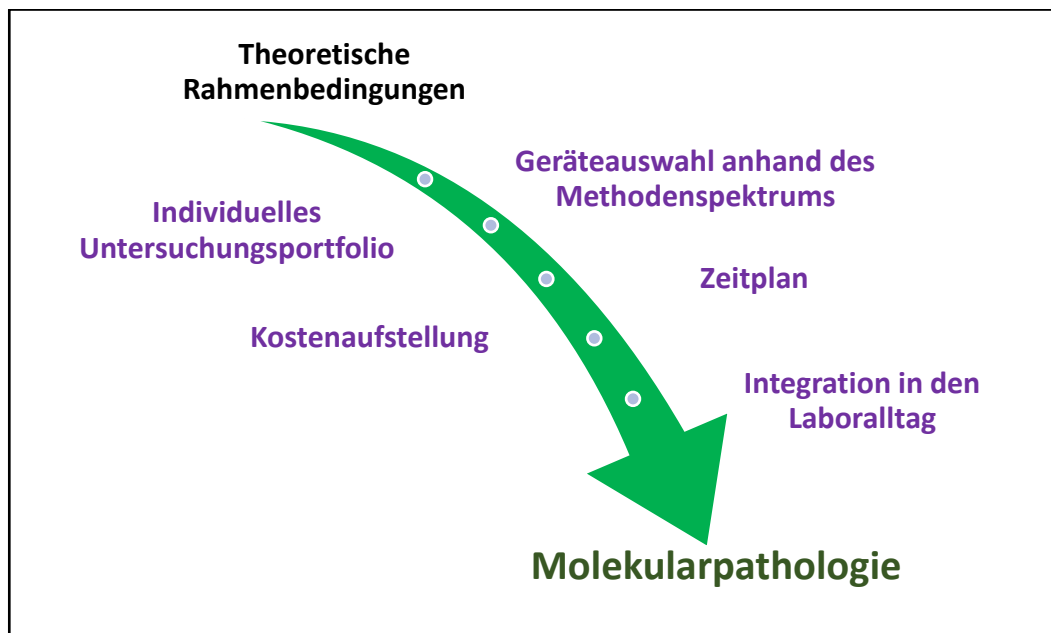 Theoretische
Rahmenbedingungen
Geräteauswahl anhand des
Methodenspektrums
Individuelles
Untersuchungsportfolio
Zeitplan
Kostenaufstellung
Integration in den
Laboralltag
Molekularpathologie